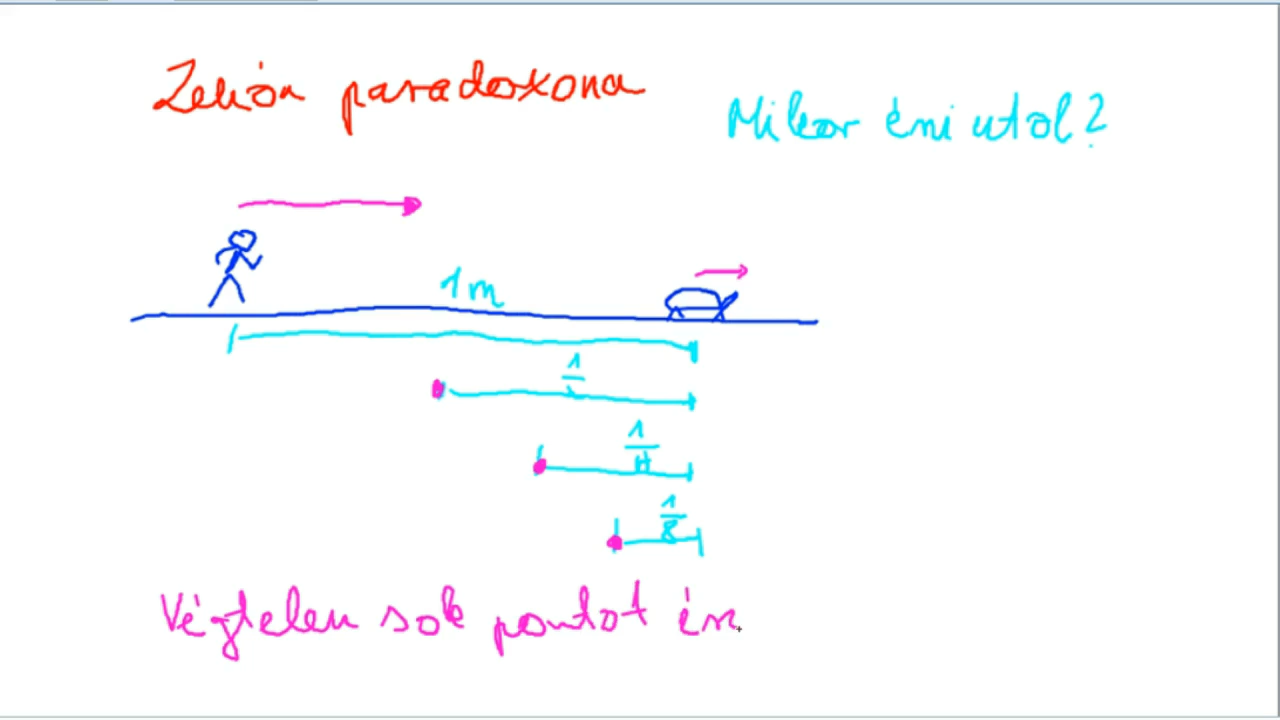 Zenón paradoxona
Mikor éri utol?
1m
1/2
1/4
1/8
Végtelen sok pontot ér